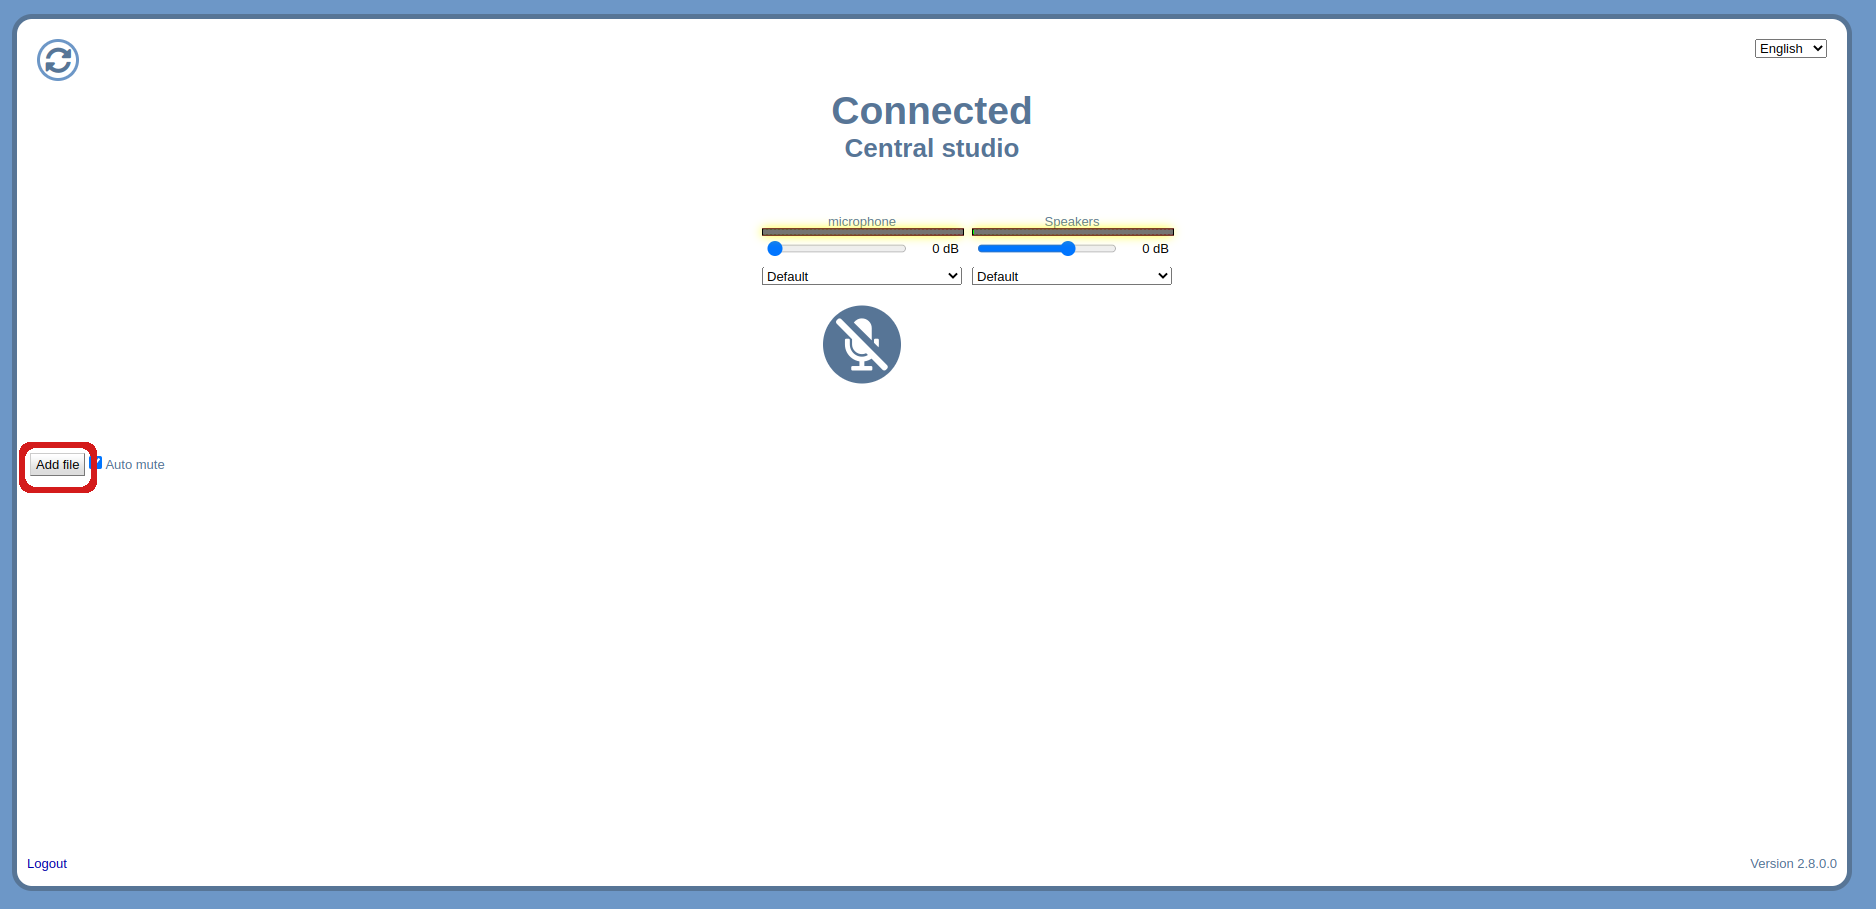 English
Connected
Central studio
microphone Speakers
0 dB 0 dB
Default Default
Add file Auto mute
Logout Version 2.8.0.0